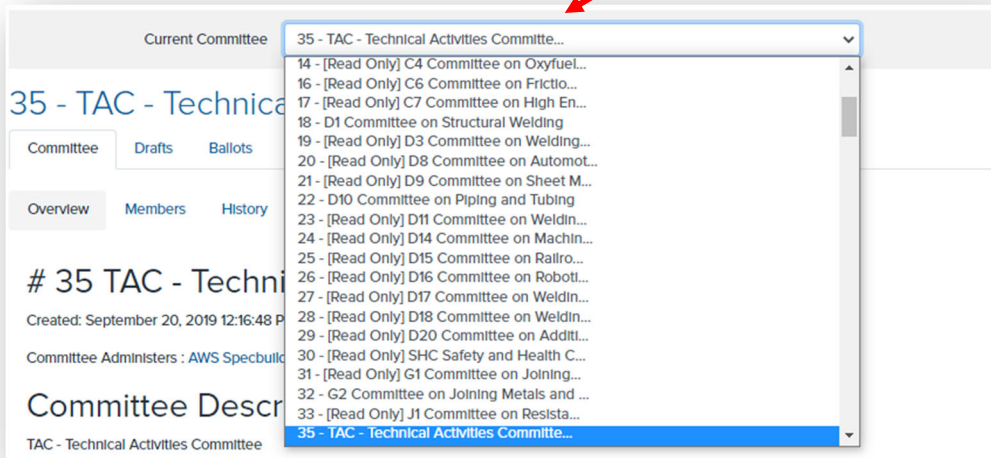 Current Committee 35 - TAC - Technical Activities Committe...
14 - [Read Only] C4 Committee on Oxyfuel...
16 - [Read Only] C6 Committee on Frictio...
17 - [Read Only] C7 Committee on High En...
18 - D1 Committee on Structural Welding
19 - [Read Only] D3 Committee on Welding...
20 - [Read Only] D8 Committee on Automot...
21 - [Read Only] D9 Committee on Sheet M...
22 - D10 Committee on Piping and Tubing
23 - [Read Only] D11 Committee on Weldin...
24 - [Read Only] D14 Committee on Machin...
25 - [Read Only] D15 Committee on Railro...
26 - [Read Only] D16 Committee on Roboti...
27 - [Read Only] D17 Committee on Weldin...
28 - [Read Only] D18 Committee on Weldin...
29 - [Read Only] D20 Committee on Additi...
30 - [Read Only] SHC Safety and Health C...
31 - [Read Only] G1 Committee on Joining...
32 - G2 Committee on Joining Metals and ...
33 - [Read Only] J1 Committee on Resista...
35 - TAC - Technical Activities Committe...
35 - TAC - Technica
Committee Drafts Ballots
Overview Members History
# 35 TAC - Techni
Created: September 20, 2019 12:16:48 P
Committee Administers : AWS Specbuild
Committee Descr
TAC - Technical Activities Committee